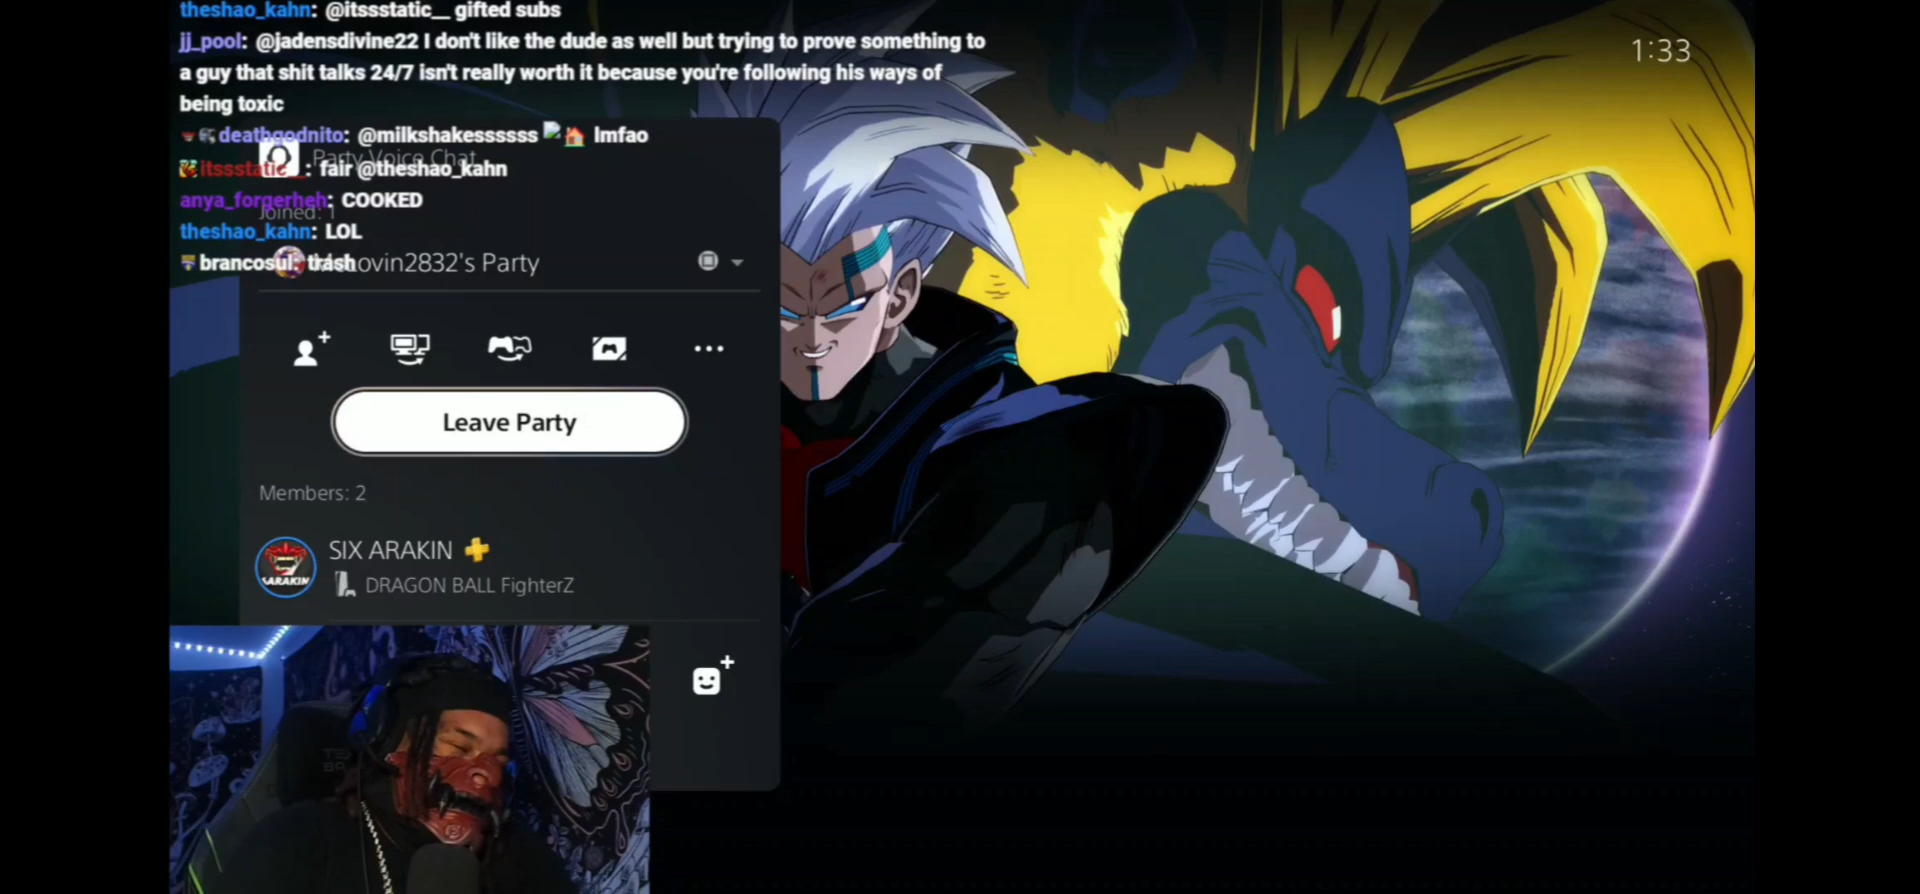 theshao_kahn: @itssstatic__ gifted subs
jj_pool: @jadensdivine22 I don't like the dude as well but trying to prove something to
a guy that shit talks 24/7 isn't really worth it because you're following his ways of
being toxic
deathgodnito: @milkshakessssss lmfao
Party Voice Chat
itssstatic__: fair @theshao_kahn
anya_forgerheh: COOKED
Joined: 1
theshao_kahn: LOL
brancosul: trash
ovin2832's Party
1:33
Leave Party
Members: 2
SIX ARAKIN
DRAGON BALL FighterZ
ARAKIN